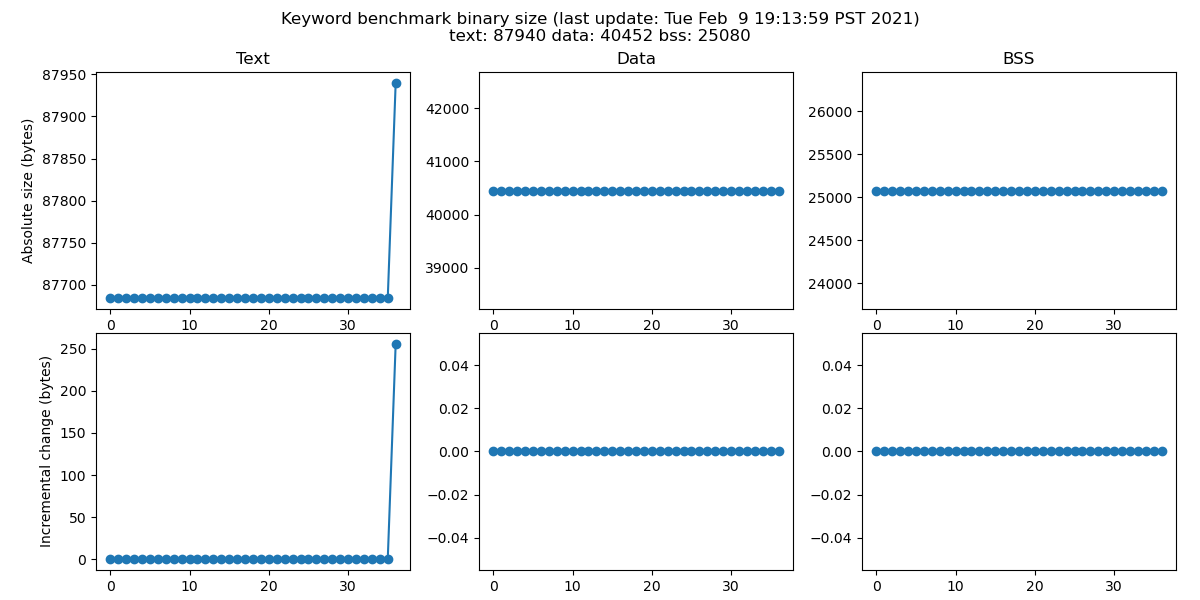 Keyword benchmark binary size (last update: Tue Feb  9 19:13:59 PST 2021)
text: 87940 data: 40452 bss: 25080
Text
Data
BSS
Absolute size (bytes)
87950
87900
87850
87800
87750
87700
0 10 20 30
42000
41000
40000
39000
0 10 20 30
26000
25500
25000
24500
24000
0 10 20 30
Incremental change (bytes)
250
200
150
100
50
0
0 10 20 30
0.04
0.02
0.00
−0.02
−0.04
0 10 20 30
0.04
0.02
0.00
−0.02
−0.04
0 10 20 30